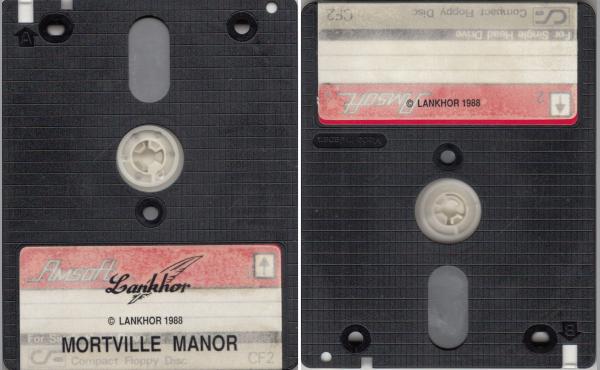 A
Amsoft
Lankhor
© LANKHOR 1988
For S
MORTVILLE MANOR
Compact Floppy Disc CF2
CF2 Compact Floppy Disc
For Single Head Drive
Amsoft 2
© LANKHOR 1988
B